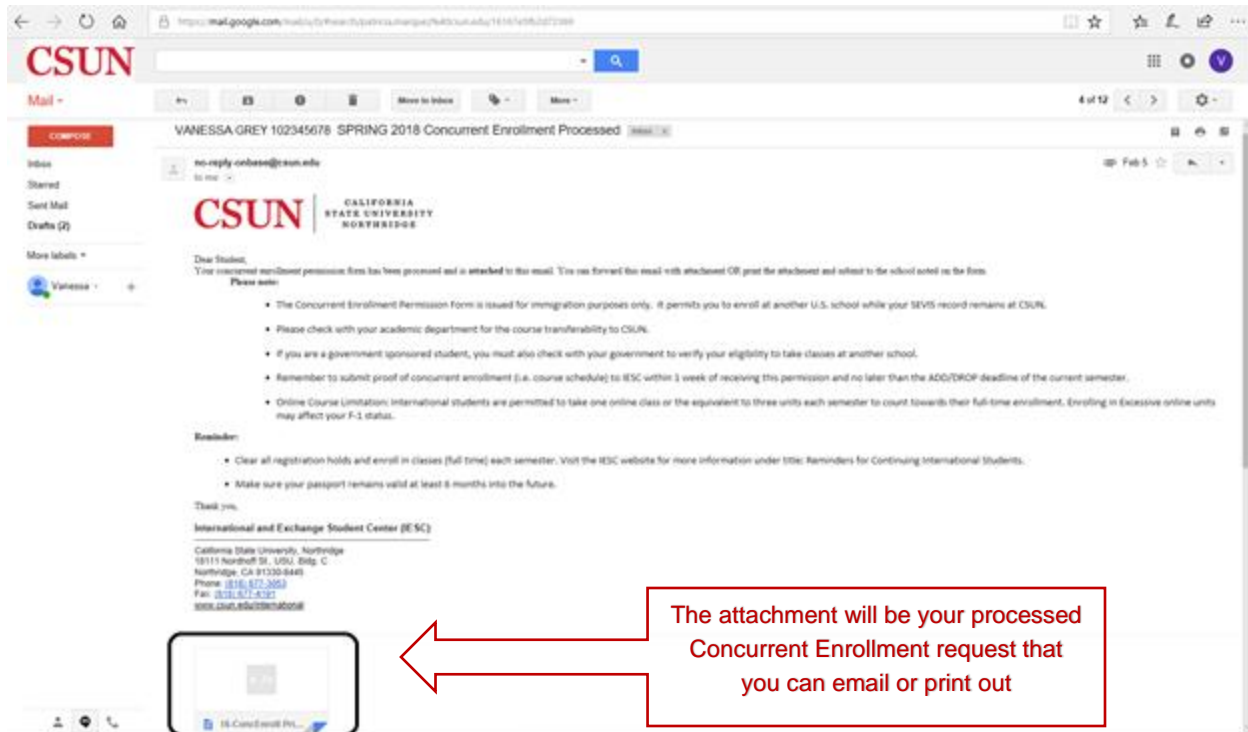 https://mail.google.com/mail/u/0/#search/
CSUN
V
Mail
Move to Inbox
More
4 of 12
COMPOSE
VANESSA GREY 102345678 SPRING 2018 Concurrent Enrollment Processed
Inbox x
Inbox
Starred
Sent Mail
Drafts (2)
More labels
Vanessa
+
no-reply-onbase@csun.edu
to me
Feb 5
CSUN
CALIFORNIA
STATE UNIVERSITY
NORTHRIDGE
Dear Student,
Your concurrent enrollment permission form has been processed and is attached to this email. You can forward this email with attachment OR print the attachment and submit to the school noted on the form.
Please note:
• The Concurrent Enrollment Permission Form is issued for immigration purposes only. It permits you to enroll at another U.S. school while your SEVIS record remains at CSUN.
• Please check with your academic department for the course transferability to CSUN.
• If you are a government sponsored student, you must also check with your government to verify your eligibility to take classes at another school.
• Remember to submit proof of concurrent enrollment (i.e. course schedule) to IESC within 1 week of receiving this permission and no later than the ADD/DROP deadline of the current semester.
• Online Course Limitation: International students are permitted to take one online class or the equivalent to three units each semester to count towards their full-time enrollment. Enrolling in Excessive online units
may affect your F-1 status.
Reminder:
• Clear all registration holds and enroll in classes (full time) each semester. Visit the IESC website for more information under title: Reminders for Continuing International Students.
• Make sure your passport remains valid at least 6 months into the future.
Thank you,
International and Exchange Student Center (IESC)
California State University, Northridge
18111 Nordhoff St., USU, Bldg. C
Northridge, CA 91330-8445
Phone: (818) 677-3053
Fax: (818) 677-4191
www.csun.edu/international
The attachment will be your processed
Concurrent Enrollment request that
you can email or print out